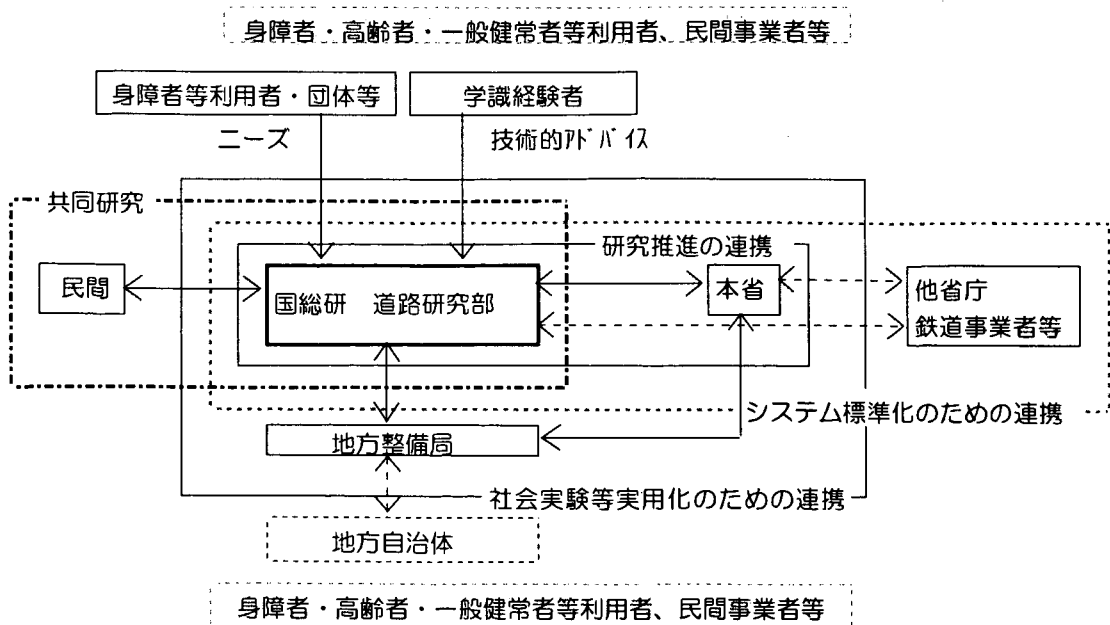 身障者・高齢者・一般健常者等利用者、民間事業者等
身障者等利用者・団体等
学識経験者
ニーズ
技術的ｱﾄﾞﾊﾞｲｽ
共同研究
研究推進の連携
民間
国総研　道路研究部
本省
他省庁
鉄道事業者等
システム標準化のための連携
地方整備局
社会実験等実用化のための連携
地方自治体
身障者・高齢者・一般健常者等利用者、民間事業者等